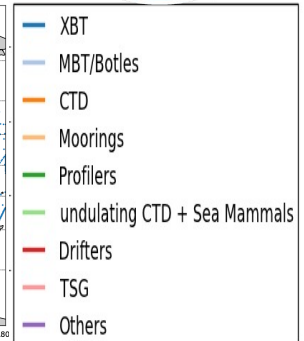 XBT
MBT/Botles
CTD
Moorings
Profilers
undulating CTD + Sea Mammals
Drifters
TSG
Others